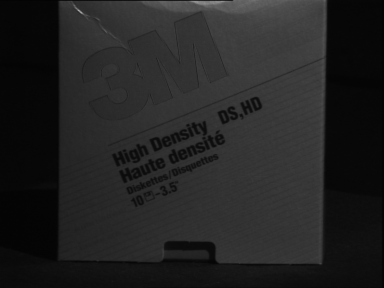 3M
High Density DS,HD
Haute densité
Diskettes/Disquettes
10 -3.5"